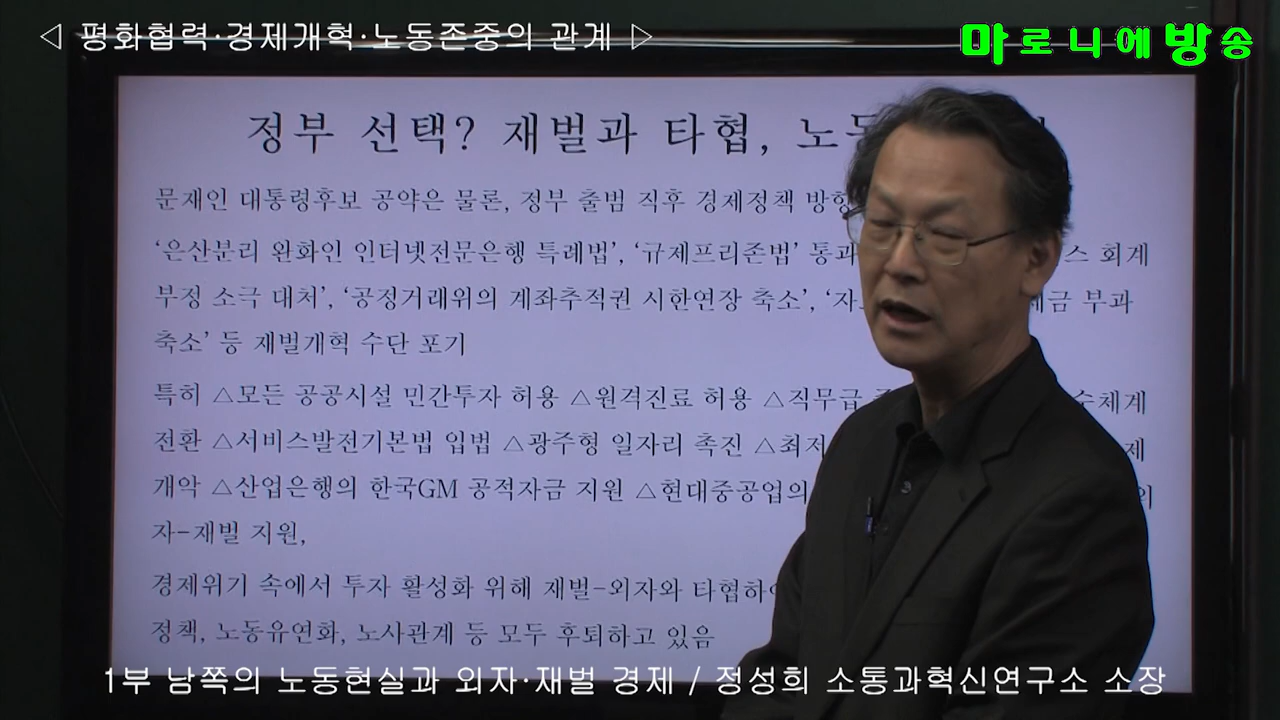 ◁ 평화협력·경제개혁·노동존중의 관계 ▷
마로니에방송
정부 선택? 재벌과 타협, 노동
문재인 대통령후보 공약은 물론, 정부 출범 직후 경제정책 방향
‘은산분리 완화인 인터넷전문은행 특례법’, ‘규제프리존법’ 통과 스 회계
부정 소극 대처’, ‘공정거래위의 계좌추적권 시한연장 축소’, ‘자 세금 부과
축소’ 등 재벌개혁 수단 포기
특히 △모든 공공시설 민간투자 허용 △원격진료 허용 △직무급 수체계
전환 △서비스발전기본법 입법 △광주형 일자리 촉진 △최저 제
개악 △산업은행의 한국GM 공적자금 지원 △현대중공업의 외
자-재벌 지원,
경제위기 속에서 투자 활성화 위해 재벌-외자와 타협하
정책, 노동유연화, 노사관계 등 모두 후퇴하고 있음
1부 남쪽의 노동현실과 외자·재벌 경제 / 정성희 소통과혁신연구소 소장